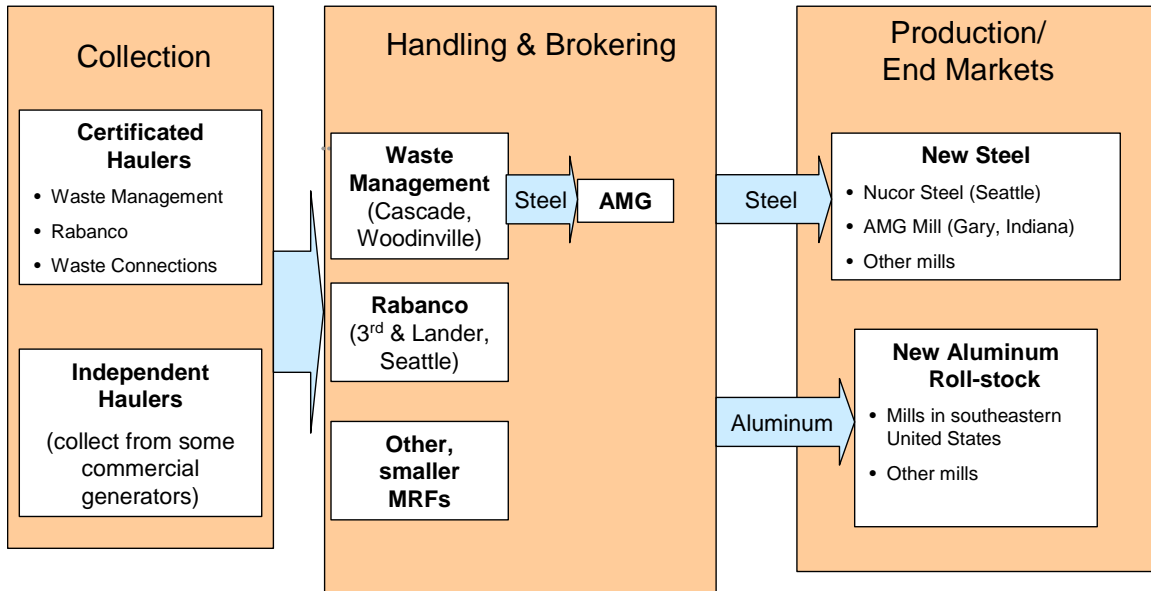 Collection
Certificated
Haulers
• Waste Management
• Rabanco
• Waste Connections
Independent
Haulers
(collect from some
commercial
generators)
Handling & Brokering
Waste
Management
(Cascade,
Woodinville)
Steel
AMG
Rabanco
(3rd & Lander,
Seattle)
Other,
smaller
MRFs
Steel
Aluminum
Production/
End Markets
New Steel
• Nucor Steel (Seattle)
• AMG Mill (Gary, Indiana)
• Other mills
New Aluminum
Roll-stock
• Mills in southeastern
United States
• Other mills